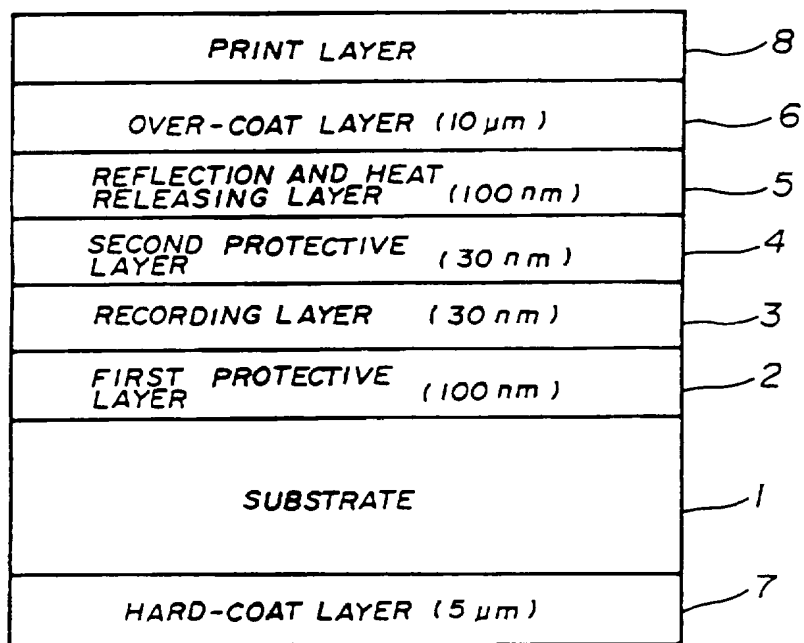 PRINT LAYER 8
OVER-COAT LAYER (10 μm) 6
REFLECTION AND HEAT
RELEASING LAYER (100 nm) 5
SECOND PROTECTIVE
LAYER (30 nm) 4
RECORDING LAYER (30 nm) 3
FIRST PROTECTIVE
LAYER (100 nm) 2
SUBSTRATE 1
HARD-COAT LAYER (5 μm) 7